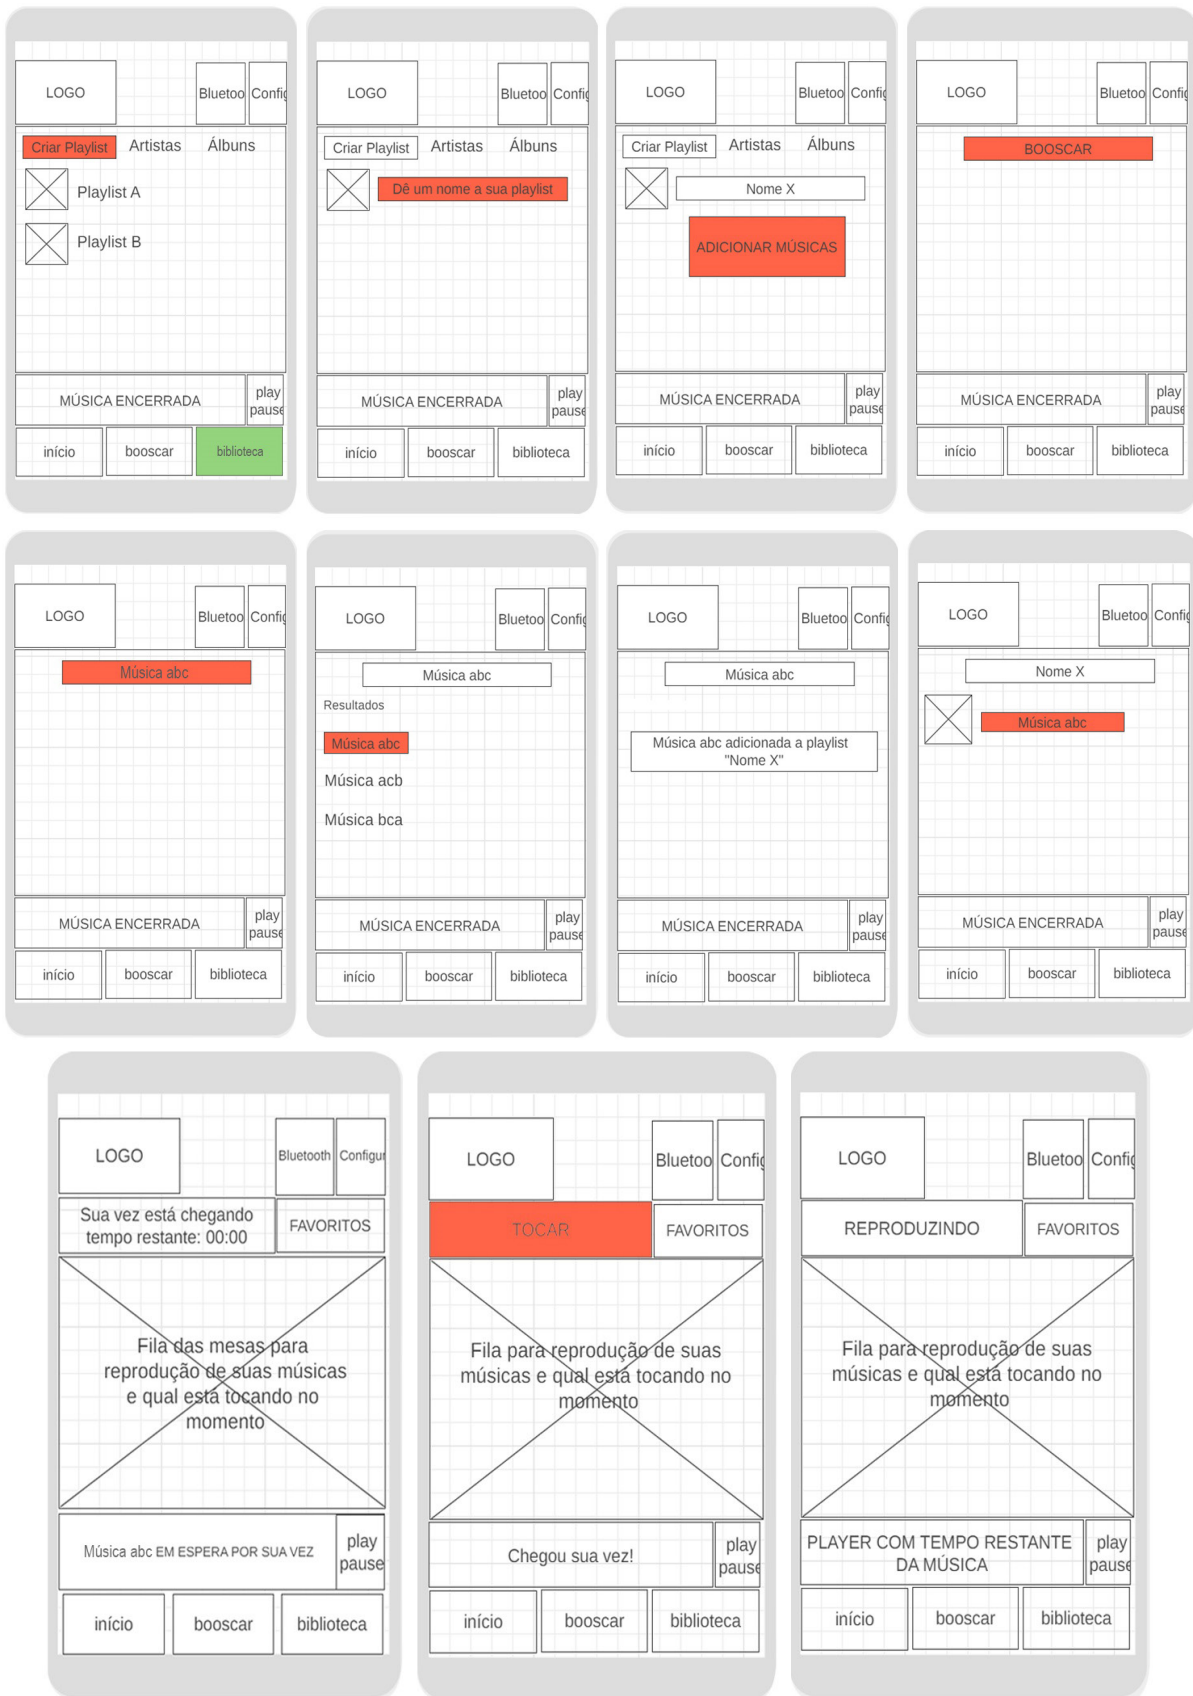 LOGO
Bluetoo
Config
Criar Playlist
Artistas
Álbuns
Playlist A
Playlist B
MÚSICA ENCERRADA
play
pause
início
booscar
biblioteca
LOGO
Bluetoo
Config
Criar Playlist
Artistas
Álbuns
Dê um nome a sua playlist
MÚSICA ENCERRADA
play
pause
início
booscar
biblioteca
LOGO
Bluetoo
Config
Criar Playlist
Artistas
Álbuns
Nome X
ADICIONAR MÚSICAS
MÚSICA ENCERRADA
play
pause
início
booscar
biblioteca
LOGO
Bluetoo
Config
BOOSCAR
MÚSICA ENCERRADA
play
pause
início
booscar
biblioteca
LOGO
Bluetoo
Config
Música abc
MÚSICA ENCERRADA
play
pause
início
booscar
biblioteca
LOGO
Bluetoo
Config
Música abc
Resultados
Música abc
Música acb
Música bca
MÚSICA ENCERRADA
play
pause
início
booscar
biblioteca
LOGO
Bluetoo
Config
Música abc
Música abc adicionada a playlist
"Nome X"
MÚSICA ENCERRADA
play
pause
início
booscar
biblioteca
LOGO
Bluetoo
Config
Nome X
Música abc
MÚSICA ENCERRADA
play
pause
início
booscar
biblioteca
LOGO
Bluetooth
Configur
Sua vez está chegando
tempo restante: 00:00
FAVORITOS
Fila das mesas para
reprodução de suas músicas
e qual está tocando no
momento
Música abc EM ESPERA POR SUA VEZ
play
pause
início
booscar
biblioteca
LOGO
Bluetoo
Config
TOCAR
FAVORITOS
Fila para reprodução de suas
músicas e qual está tocando no
momento
Chegou sua vez!
play
pause
início
booscar
biblioteca
LOGO
Bluetoo
Config
REPRODUZINDO
FAVORITOS
Fila para reprodução de suas
músicas e qual está tocando no
momento
PLAYER COM TEMPO RESTANTE
DA MÚSICA
play
pause
início
booscar
biblioteca